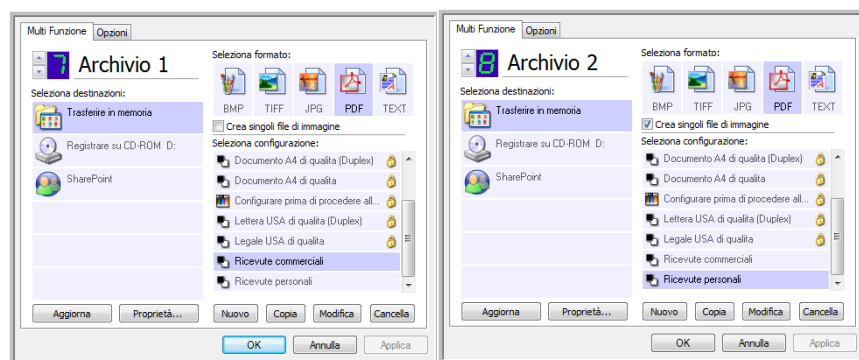 Multi Funzione Opzioni
7 Archivio 1
Seleziona destinazioni:
Trasferire in memoria
Registrare su CD-ROM D:
SharePoint
Aggiorna Proprietà...
Seleziona formato:
BMP TIFF JPG PDF TEXT
Crea singoli file di immagine
Seleziona configurazione:
Documento A4 di qualita (Duplex)
Documento A4 di qualita
Configurare prima di procedere all...
Lettera USA di qualita (Duplex)
Legale USA di qualita
Ricevute commerciali
Ricevute personali
Nuovo Copia Modifica Cancella
OK Annulla Applica
Multi Funzione Opzioni
8 Archivio 2
Seleziona destinazioni:
Trasferire in memoria
Registrare su CD-ROM D:
SharePoint
Aggiorna Proprietà...
Seleziona formato:
BMP TIFF JPG PDF TEXT
Crea singoli file di immagine
Seleziona configurazione:
Documento A4 di qualita (Duplex)
Documento A4 di qualita
Configurare prima di procedere all...
Lettera USA di qualita (Duplex)
Legale USA di qualita
Ricevute commerciali
Ricevute personali
Nuovo Copia Modifica Cancella
OK Annulla Applica